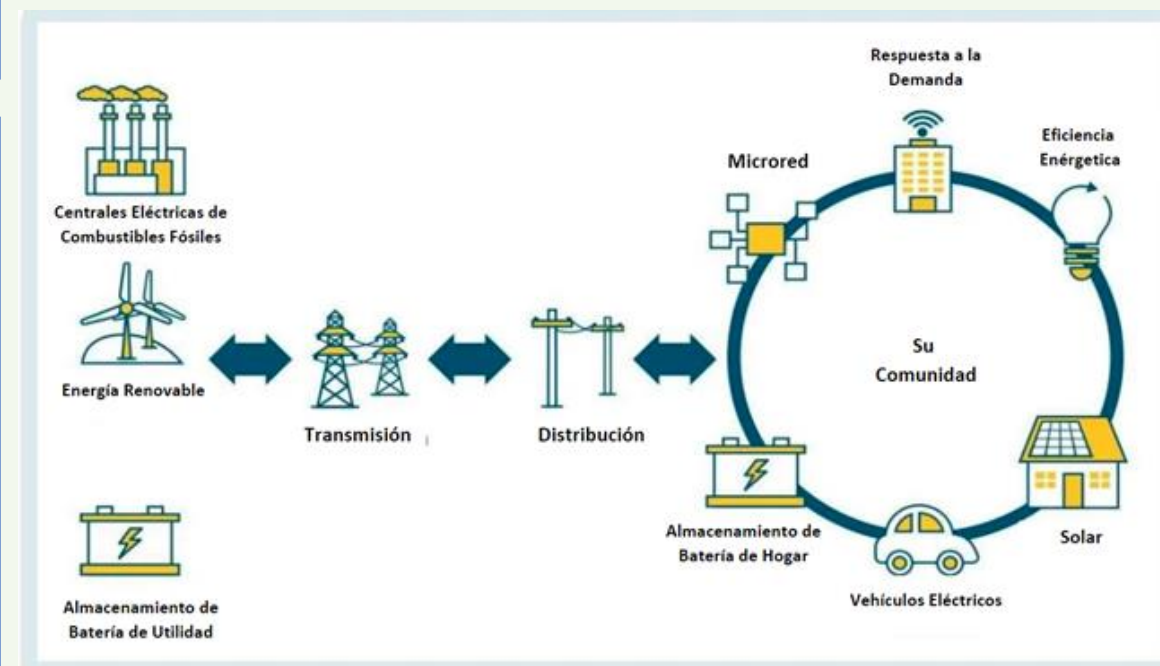 Respuesta a la
Demanda
Eficiencia
Enérgetica
Microred
Centrales Eléctricas de
Combustibles Fósiles
Su
Comunidad
Energía Renovable
Transmisión
Distribución
Almacenamiento de
Batería de Hogar
Solar
Vehículos Eléctricos
Almacenamiento de
Batería de Utilidad